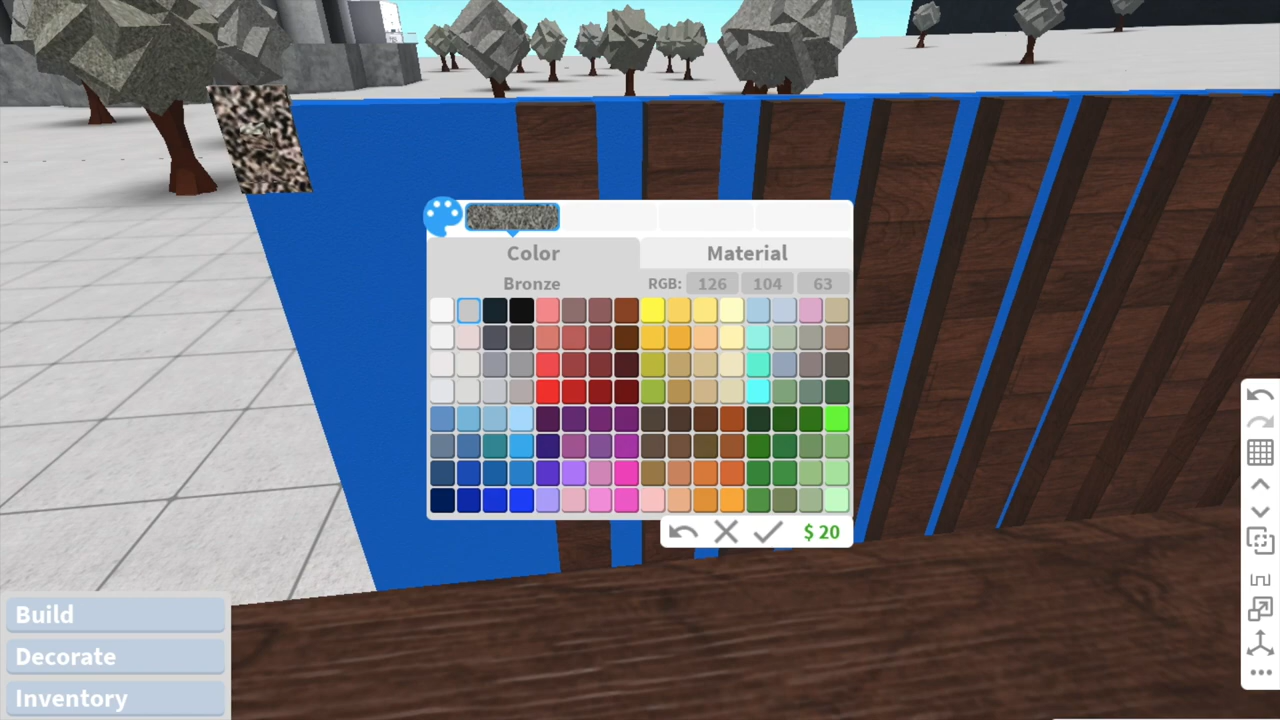 Color
Material
Bronze
RGB: 126 104 63
$ 20
Build
Decorate
Inventory